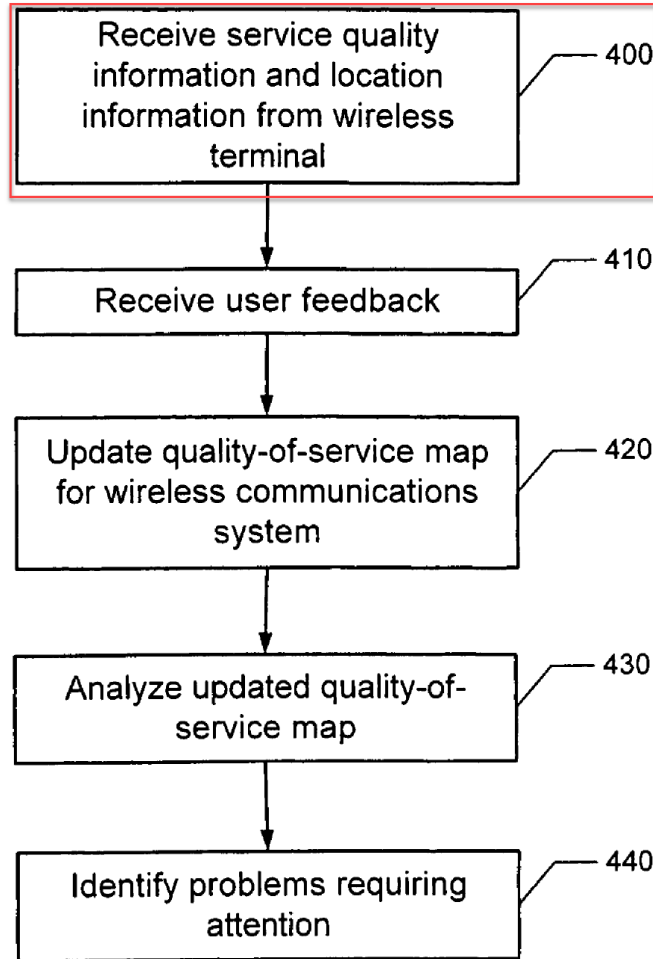 Receive service quality
information and location
information from wireless
terminal
400
Receive user feedback
410
Update quality-of-service map
for wireless communications
system
420
Analyze updated quality-of-
service map
430
Identify problems requiring
attention
440